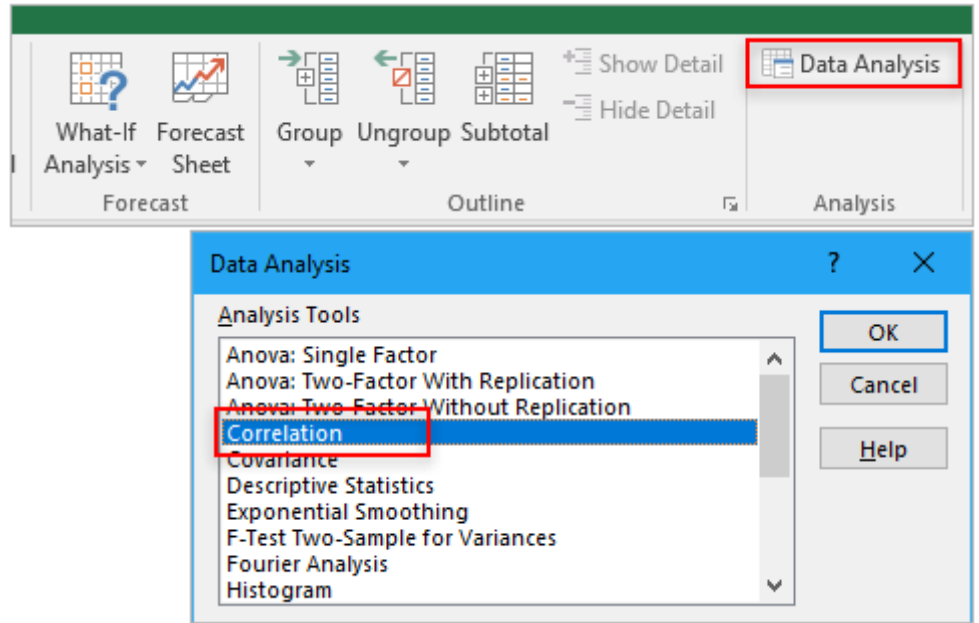 What-If
Analysis
Forecast
Sheet
Forecast
Group
Ungroup
Subtotal
Show Detail
Hide Detail
Outline
Data Analysis
Analysis
Data Analysis
?
Analysis Tools
Anova: Single Factor
Anova: Two-Factor With Replication
Anova: Two-Factor Without Replication
Correlation
Covariance
Descriptive Statistics
Exponential Smoothing
F-Test Two-Sample for Variances
Fourier Analysis
Histogram
OK
Cancel
Help